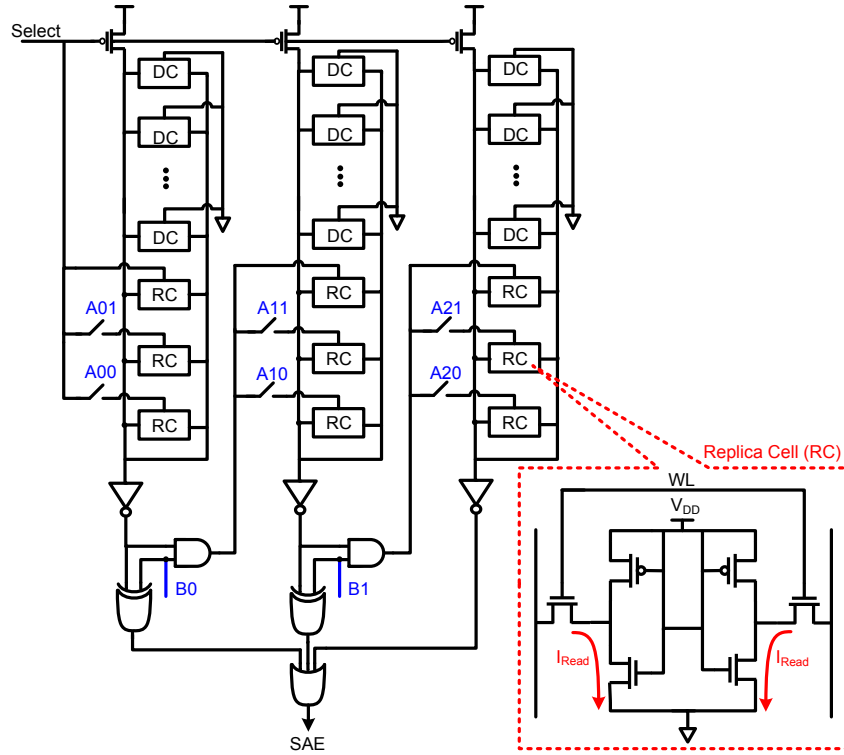 Select
DC
DC
DC
DC
DC
DC
DC
DC
DC
RC
RC
RC
A01
A11
A21
RC
RC
RC
A00
A10
A20
RC
RC
RC
Replica Cell (RC)
WL
VDD
B0
B1
IRead
IRead
SAE